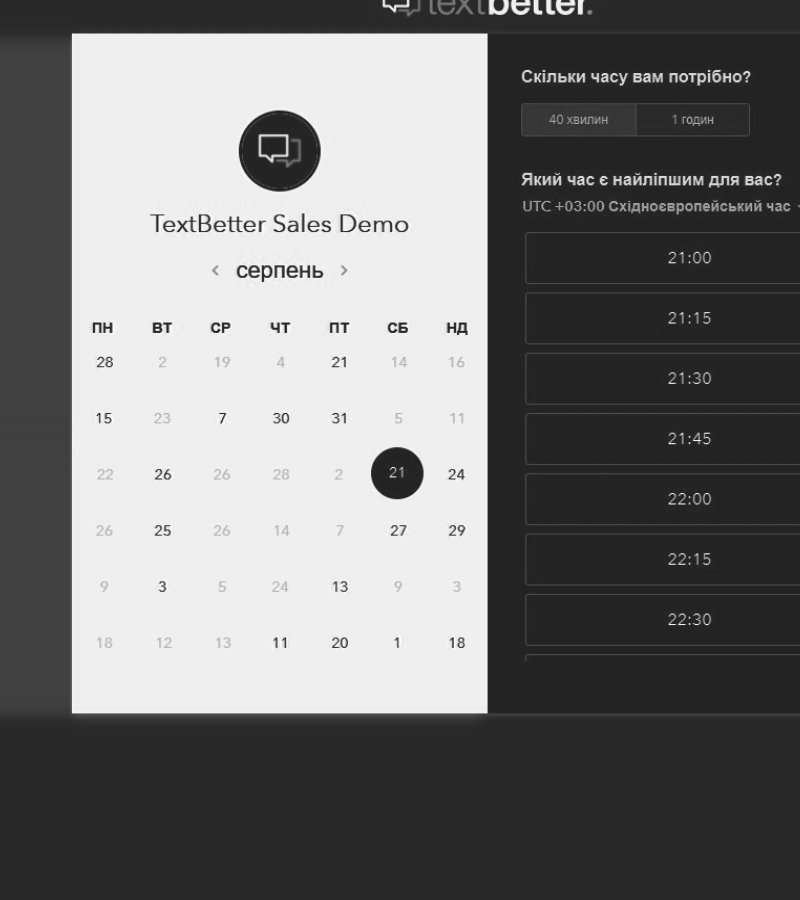 textbetter.
TextBetter Sales Demo
серпень
ПН ВТ СР ЧТ ПТ СБ НД
28 2 19 4 21 14 16
15 23 7 30 31 5 11
22 26 26 28 2 21 24
26 25 26 14 7 27 29
9 3 5 24 13 9 3
18 12 13 11 20 1 18
Скільки часу вам потрібно?
40 хвилин 1 годин
Який час є найліпшим для вас?
UTC +03:00 Східноєвропейський час
21:00
21:15
21:30
21:45
22:00
22:15
22:30